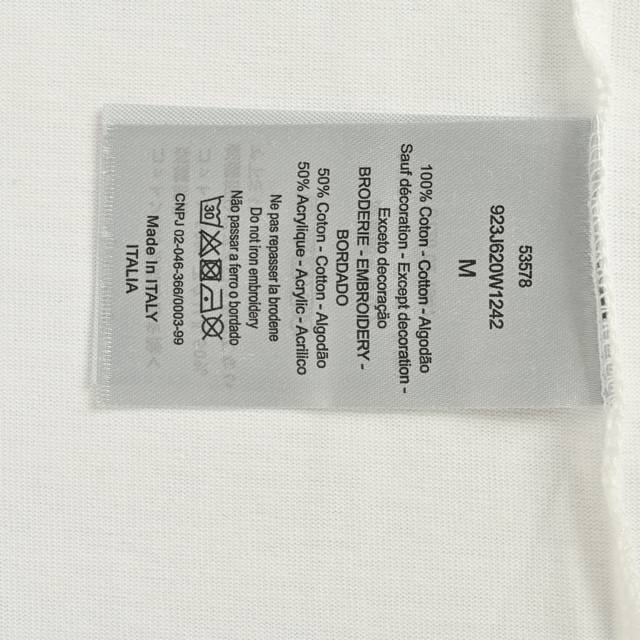 53578
923J620W1242
M
100% Coton - Cotton - Algodão
Sauf décoration - Except decoration -
Exceto decoração
BRODERIE - EMBROIDERY -
BORDADO
50% Coton - Cotton - Algodão
50% Acrylique - Acrylic - Acrilico
Ne pas repasser la broderie
Do not iron embroidery
Não passar a ferro o bordado
30
CNPJ 02-046-366/0003-99
Made In ITALY
ITALIA